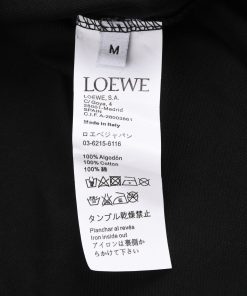 M
LOEWE
LOEWE, S.A.
C/ Goya, 4
28001-Madrid
SPAIN
C.I.F.A-28003861
Made in Italy
ロエベジャパン
03-6215-6116
100% Algodón
100% Cotton
100% 綿
タンブル乾燥禁止
Planchar al revés
Iron inside out
アイロンは裏側か
らかけて下さい